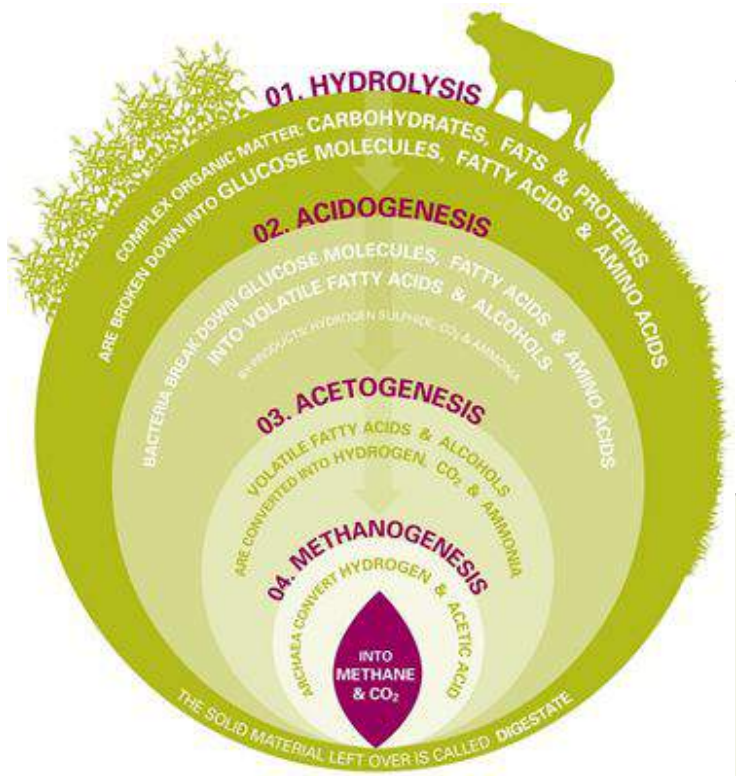 01. HYDROLYSIS
COMPLEX ORGANIC MATTER: CARBOHYDRATES, FATS & PROTEINS
ARE BROKEN DOWN INTO GLUCOSE MOLECULES, FATTY ACIDS & AMINO ACIDS
02. ACIDOGENESIS
BACTERIA BREAK DOWN GLUCOSE MOLECULES, FATTY ACIDS & AMINO ACIDS
INTO VOLATILE FATTY ACIDS & ALCOHOLS
BY PRODUCTS: HYDROGEN SULPHIDE, CO₂ & AMMONIA
03. ACETOGENESIS
VOLATILE FATTY ACIDS & ALCOHOLS
ARE CONVERTED INTO HYDROGEN, CO₂ & AMMONIA
04. METHANOGENESIS
ARCHAEA CONVERT HYDROGEN & ACETIC ACID
INTO
METHANE
& CO₂
THE SOLID MATERIAL LEFT OVER IS CALLED DIGESTATE